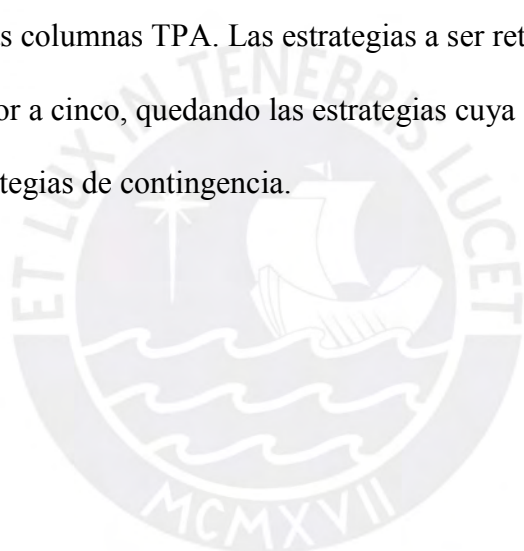 s columnas TPA. Las estrategias a ser ret
or a cinco, quedando las estrategias cuya
tegias de contingencia.
ET LUX IN TENEBRIS LUCET
MCMXVII